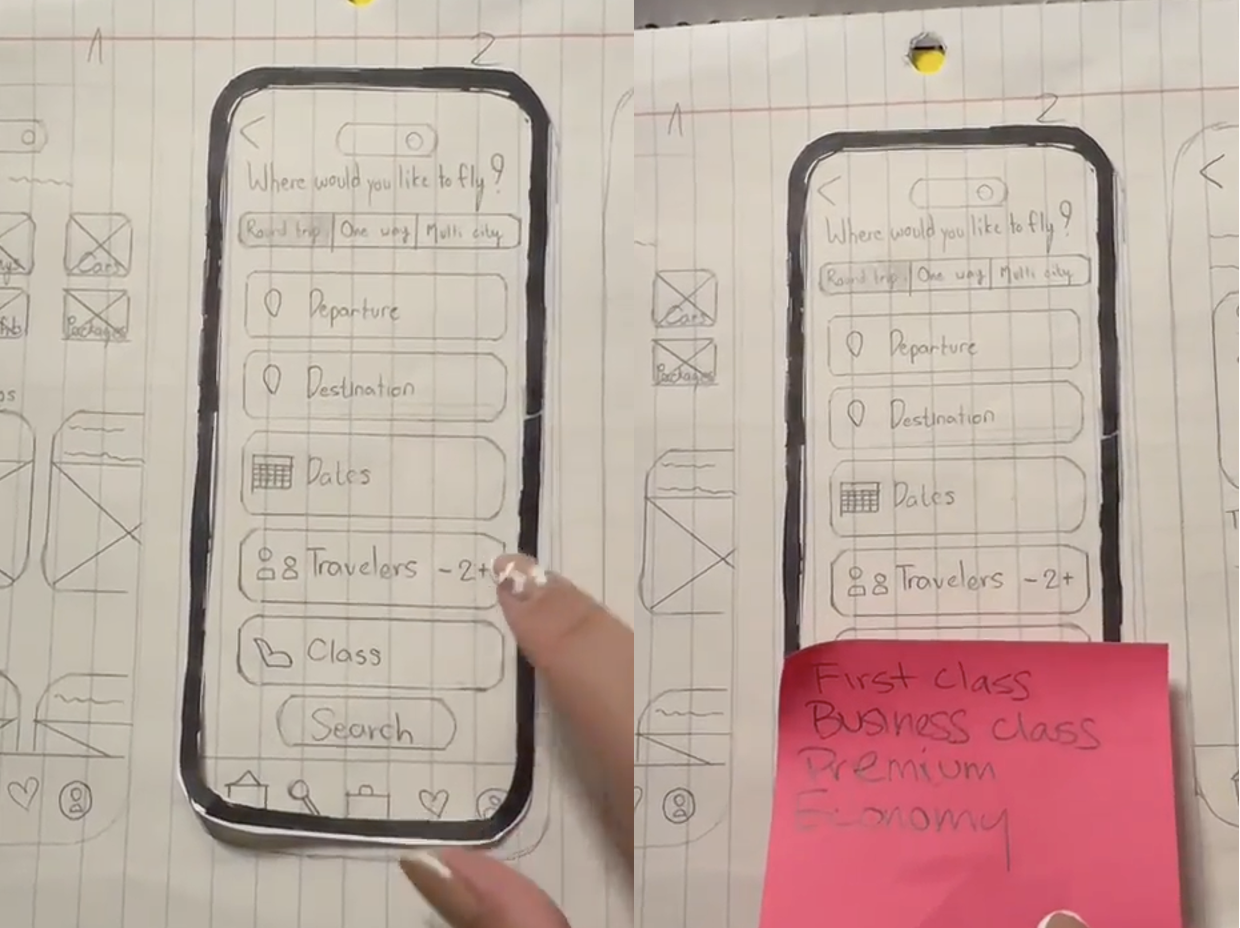 1
2
Where would you like to fly?
Round trip One way Multi city
Departure
Destination
Dates
Travelers -2+
Class
Search
Cars
Packages
1
2
Where would you like to fly?
Round trip One way Multi city
Departure
Destination
Dates
Travelers -2+
Cars
Packages
First class
Business class
Premium
Economy